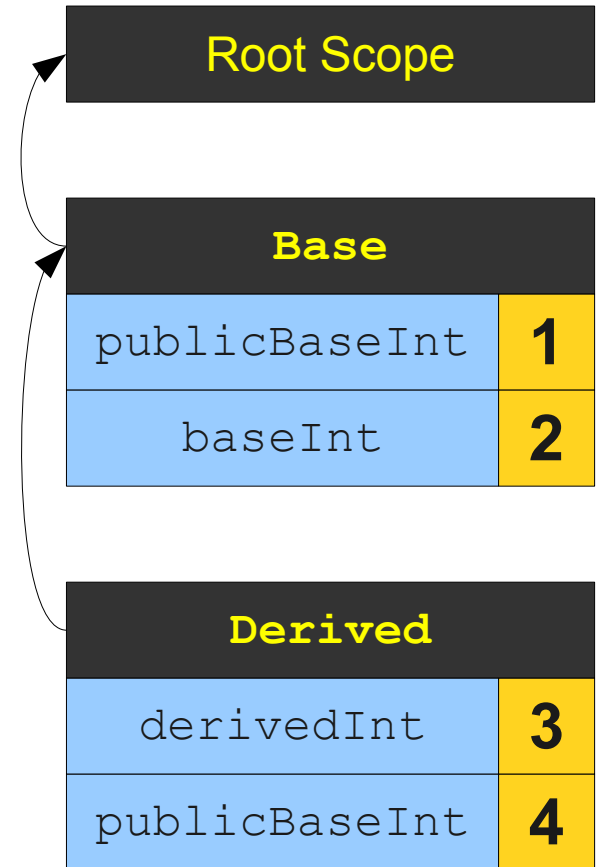 Root Scope
Base
publicBaseInt 1
baseInt 2
Derived
derivedInt 3
publicBaseInt 4